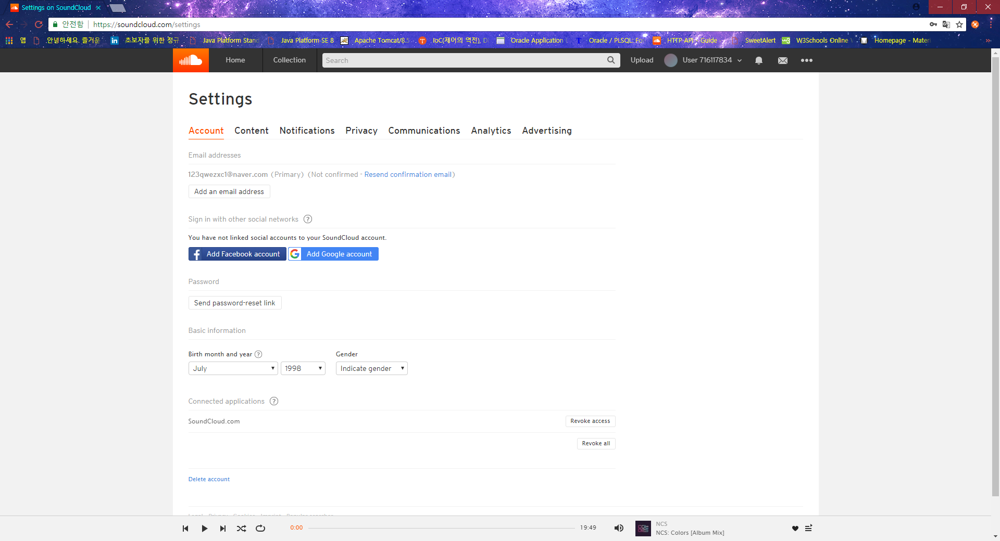 Settings on SoundCloud
안전함 https://soundcloud.com/settings
앱 안녕하세요. 즐거운 초보자를 위한 정규 Java Platform Stand Java Platform SE 8 Apache Tomcat/8.5 IoC(제어의 역전), D Oracle Application Oracle / PLSQL: HTTP API - Guide SweetAlert W3Schools Online Homepage - Mater
Home Collection Search Upload User 716117834
Settings
Account Content Notifications Privacy Communications Analytics Advertising
Email addresses
123qwezxc1@naver.com (Primary) (Not confirmed - Resend confirmation email)
Add an email address
Sign in with other social networks ?
You have not linked social accounts to your SoundCloud account.
Add Facebook account Add Google account
Password
Send password-reset link
Basic information
Birth month and year ? Gender
July 1998 Indicate gender
Connected applications ?
SoundCloud.com Revoke access
Revoke all
Delete account
Legal Privacy Cookies Imprint Popular searches
0:00 19:49 NCS
NCS: Colors [Album Mix]